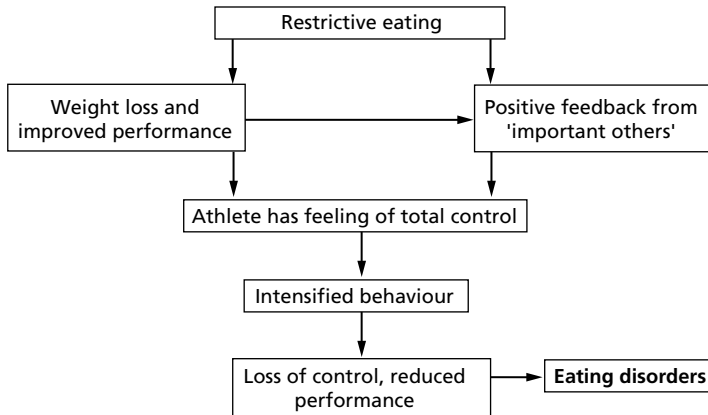 Restrictive eating
Weight loss and
improved performance
Positive feedback from
'important others'
Athlete has feeling of total control
Intensified behaviour
Loss of control, reduced
performance
Eating disorders